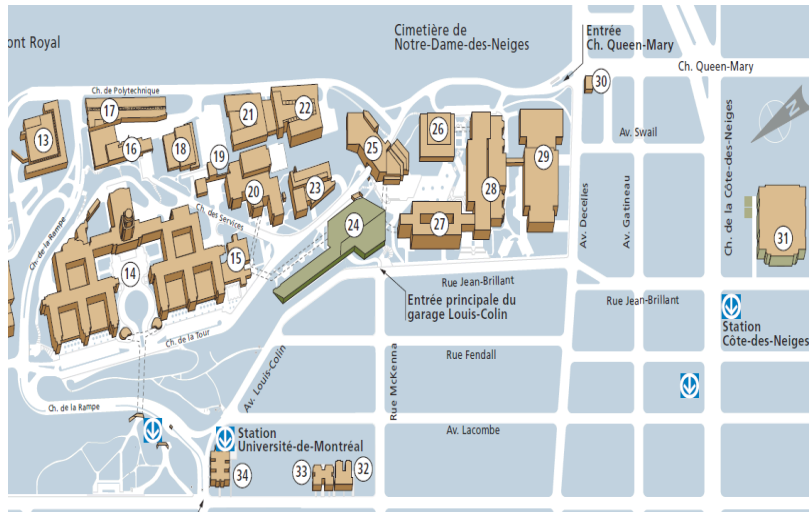 ont Royal
Cimetière de
Notre-Dame-des-Neiges
Entrée
Ch. Queen-Mary
Ch. Queen-Mary
Ch. de Polytechnique
30
17
22
21
13
26
Av. Swail
16
18
25
19
29
28
20
23
Ch. de la Rampe
Ch. des Services
24
27
Av. Decelles
Av. Gatineau
Ch. de la Côte-des-Neiges
31
15
14
Rue Jean-Brillant
Entrée principale du
garage Louis-Colin
Rue Jean-Brillant
Station
Côte-des-Neiges
Ch. de la Tour
Av. Louis-Colin
Rue McKenna
Rue Fendall
Ch. de la Rampe
Av. Lacombe
Station
Université-de-Montréal
34
33
32
N